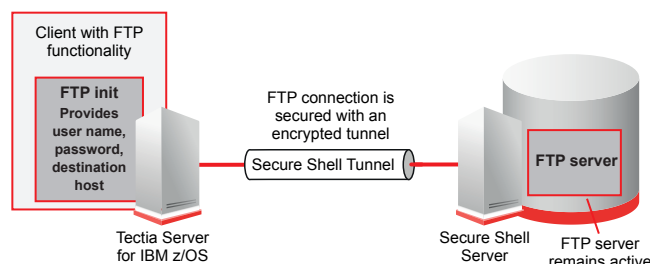 Client with FTP
functionality
FTP init
Provides
user name,
password,
destination
host
Tectia Server
for IBM z/OS
FTP connection is
secured with an
encrypted tunnel
Secure Shell Tunnel
Secure Shell
Server
FTP server
FTP server
remains active